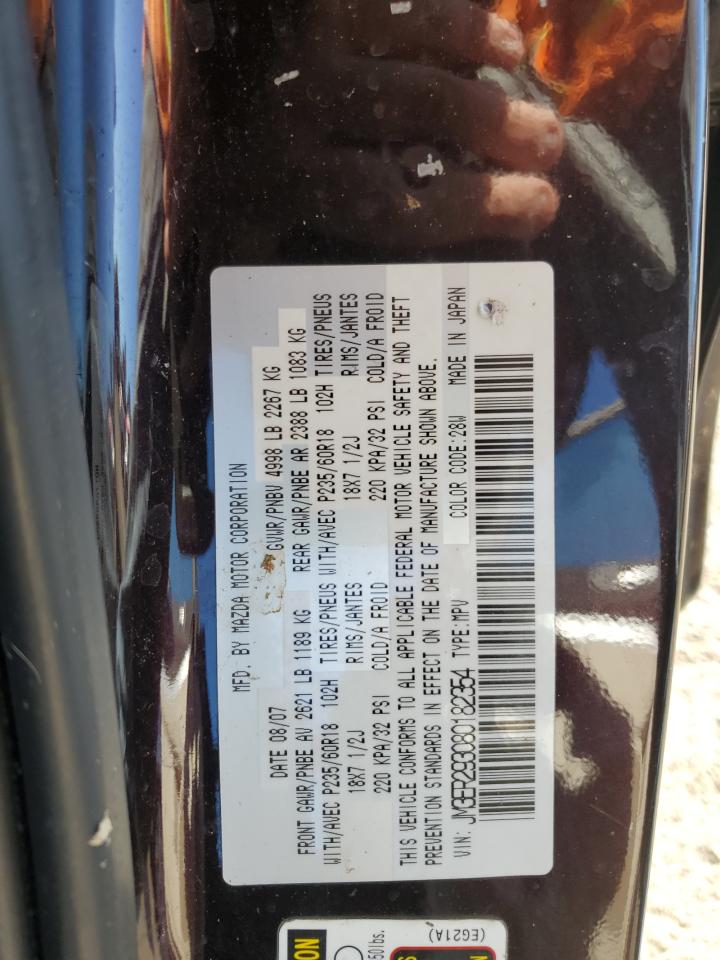 MFD. BY MAZDA MOTOR CORPORATION
DATE 08/07 GVWR/PNBV 4998 LB 2267 KG
FRONT GAWR/PNBE AV 2621 LB 1189 KG REAR GAWR/PNBE AR 2388 LB 1083 KG
WITH/AVEC P235/60R18 102H TIRES/PNEUS WITH/AVEC P235/60R18 102H TIRES/PNEUS
18X7 1/2J RIMS/JANTES 18X7 1/2J RIMS/JANTES
220 KPA/32 PSI COLD/A FROID 220 KPA/32 PSI COLD/A FROID
THIS VEHICLE CONFORMS TO ALL APPLICABLE FEDERAL MOTOR VEHICLE SAFETY AND THEFT
PREVENTION STANDARDS IN EFFECT ON THE DATE OF MANUFACTURE SHOWN ABOVE.
VIN: JM3ER293080182354 TYPE:MPV COLOR CODE:28W MADE IN JAPAN
ON
50lbs.
S
(EG21A)